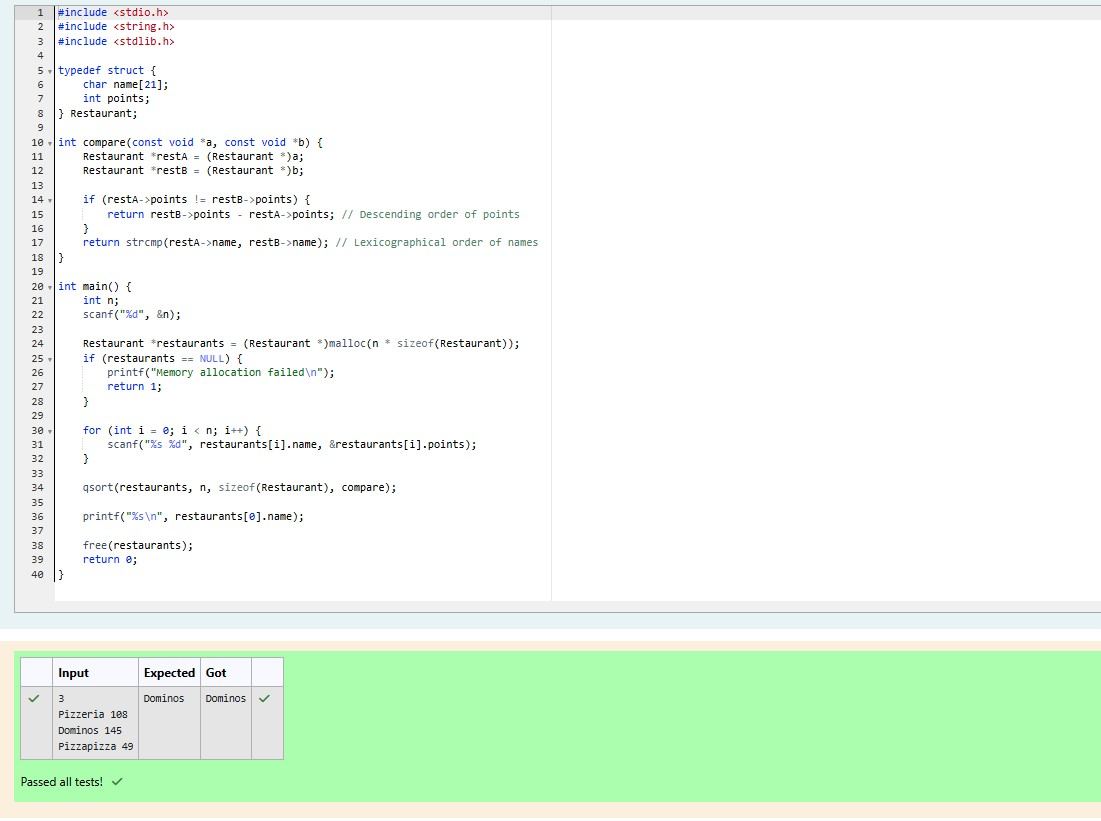 1 #include <stdio.h>
2 #include <string.h>
3 #include <stdlib.h>
4
5 typedef struct {
6     char name[21];
7     int points;
8 } Restaurant;
9
10 int compare(const void *a, const void *b) {
11     Restaurant *restA = (Restaurant *)a;
12     Restaurant *restB = (Restaurant *)b;
13
14     if (restA->points != restB->points) {
15         return restB->points - restA->points; // Descending order of points
16     }
17     return strcmp(restA->name, restB->name); // Lexicographical order of names
18 }
19
20 int main() {
21     int n;
22     scanf("%d", &n);
23
24     Restaurant *restaurants = (Restaurant *)malloc(n * sizeof(Restaurant));
25     if (restaurants == NULL) {
26         printf("Memory allocation failed\n");
27         return 1;
28     }
29
30     for (int i = 0; i < n; i++) {
31         scanf("%s %d", restaurants[i].name, &restaurants[i].points);
32     }
33
34     qsort(restaurants, n, sizeof(Restaurant), compare);
35
36     printf("%s\n", restaurants[0].name);
37
38     free(restaurants);
39     return 0;
40 }
Input Expected Got
3 Dominos Dominos
Pizzeria 108
Dominos 145
Pizzapizza 49
Passed all tests!